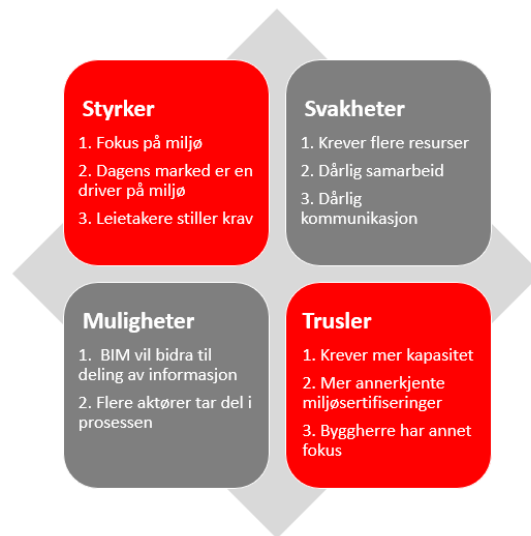 Styrker
1. Fokus på miljø
2. Dagens marked er en
driver på miljø
3. Leietakere stiller krav
Svakheter
1. Krever flere resurser
2. Dårlig samarbeid
3. Dårlig
kommunikasjon
Muligheter
1. BIM vil bidra til
deling av informasjon
2. Flere aktører tar del i
prosessen
Trusler
1. Krever mer kapasitet
2. Mer annerkjente
miljøsertifiseringer
3. Byggherre har annet
fokus